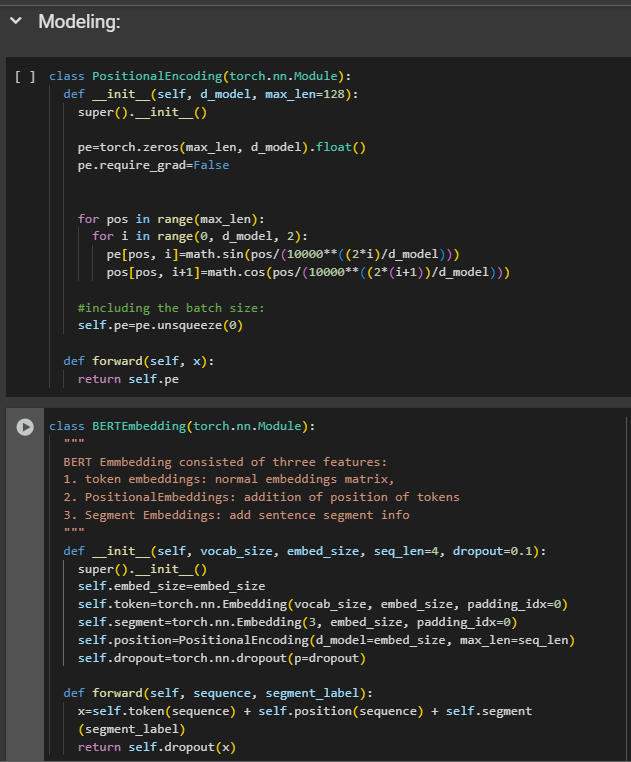 Modeling:
[ ] class PositionalEncoding(torch.nn.Module):
def __init__(self, d_model, max_len=128):
super().__init__()
pe=torch.zeros(max_len, d_model).float()
pe.require_grad=False
for pos in range(max_len):
for i in range(0, d_model, 2):
pe[pos, i]=math.sin(pos/(10000**((2*i)/d_model)))
pos[pos, i+1]=math.cos(pos/(10000**((2*(i+1))/d_model)))
#including the batch size:
self.pe=pe.unsqueeze(0)
def forward(self, x):
return self.pe
class BERTEmbedding(torch.nn.Module):
"""
BERT Emmbedding consisted of thrree features:
1. token embeddings: normal embeddings matrix,
2. PositionalEmbeddings: addition of position of tokens
3. Segment Embeddings: add sentence segment info
"""
def __init__(self, vocab_size, embed_size, seq_len=4, dropout=0.1):
super().__init__()
self.embed_size=embed_size
self.token=torch.nn.Embedding(vocab_size, embed_size, padding_idx=0)
self.segment=torch.nn.Embedding(3, embed_size, padding_idx=0)
self.position=PositionalEncoding(d_model=embed_size, max_len=seq_len)
self.dropout=torch.nn.dropout(p=dropout)
def forward(self, sequence, segment_label):
x=self.token(sequence) + self.position(sequence) + self.segment
(segment_label)
return self.dropout(x)